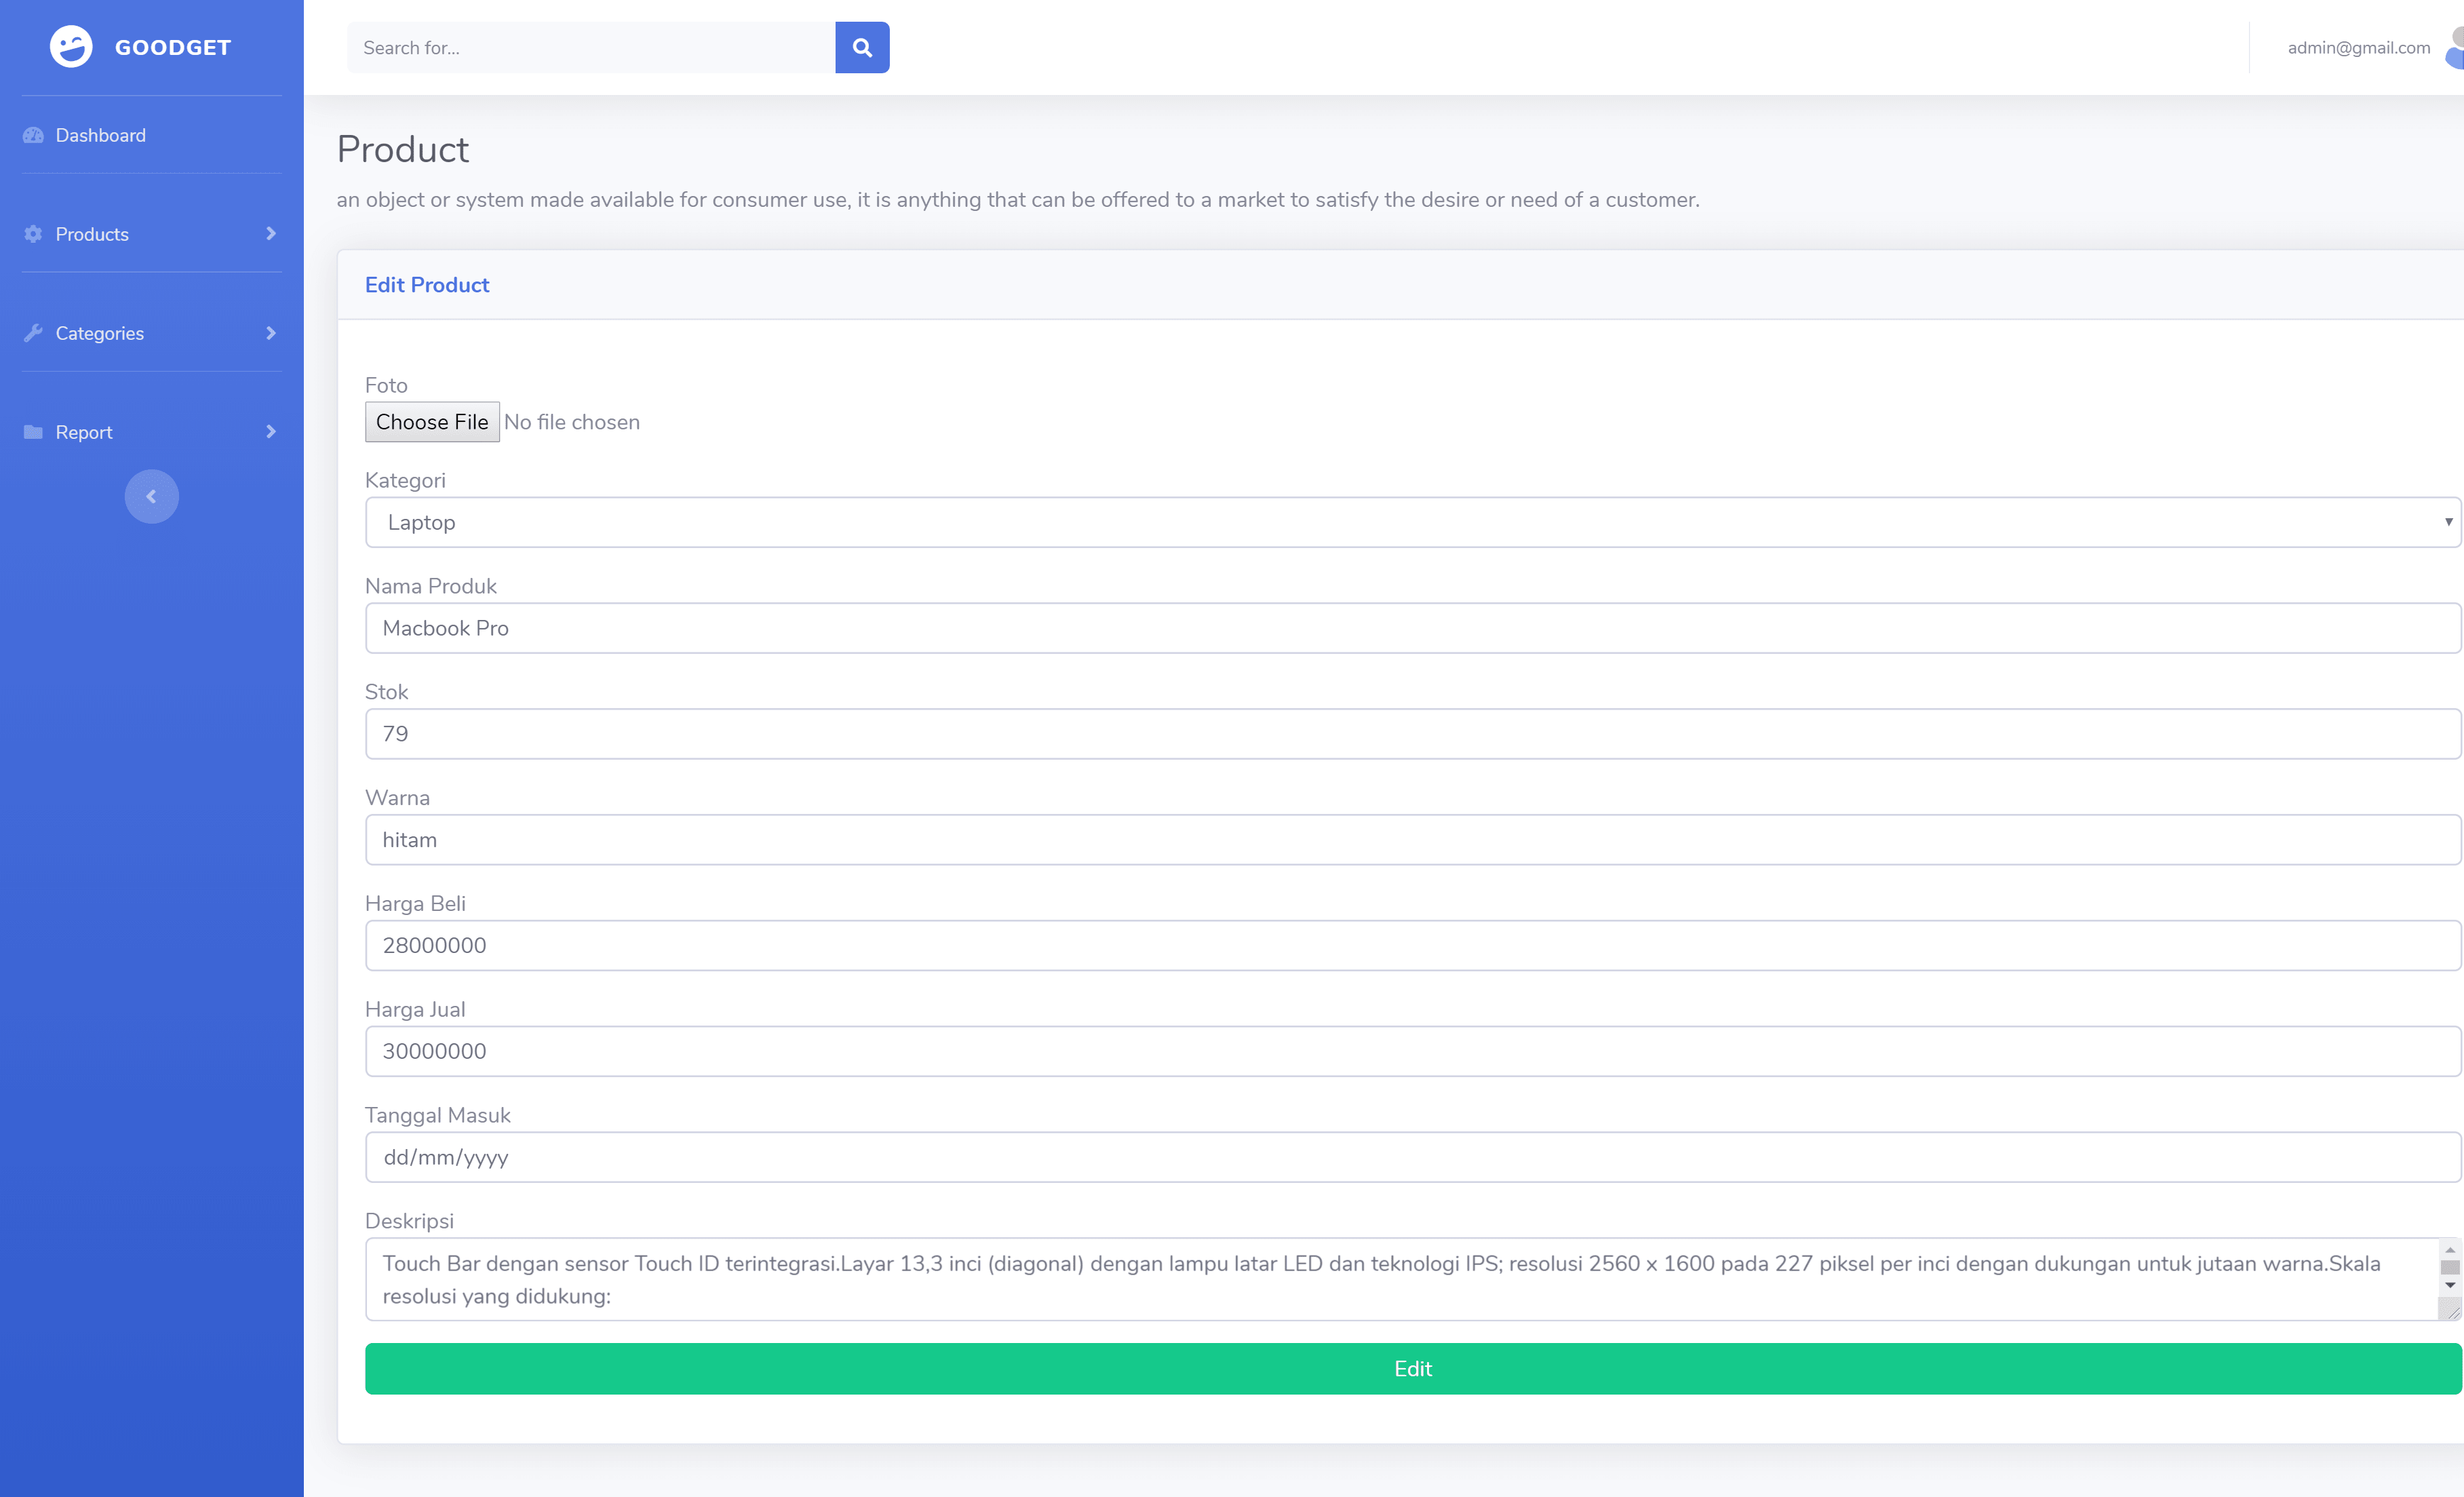 GOODGET
Search for...
admin@gmail.com
Dashboard
Products
Categories
Report
Product
an object or system made available for consumer use, it is anything that can be offered to a market to satisfy the desire or need of a customer.
Edit Product
Foto
Choose File No file chosen
Kategori
Laptop
Nama Produk
Macbook Pro
Stok
79
Warna
hitam
Harga Beli
28000000
Harga Jual
30000000
Tanggal Masuk
dd/mm/yyyy
Deskripsi
Touch Bar dengan sensor Touch ID terintegrasi.Layar 13,3 inci (diagonal) dengan lampu latar LED dan teknologi IPS; resolusi 2560 x 1600 pada 227 piksel per inci dengan dukungan untuk jutaan warna.Skala
resolusi yang didukung:
Edit